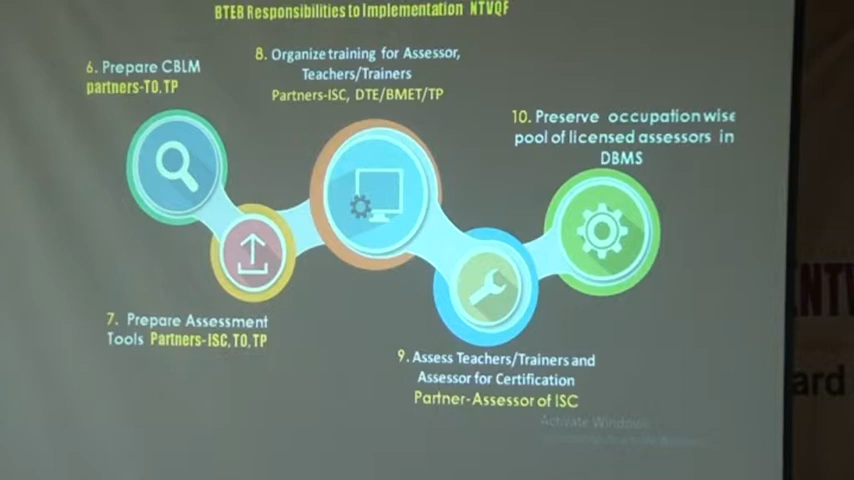 BTEB Responsibilities to Implementation NTVQF
6. Prepare CBLM
partners-TO, TP
8. Organize training for Assessor,
Teachers/Trainers
Partners-ISC, DTE/BMET/TP
10. Preserve occupation wise
pool of licensed assessors in
DBMS
7. Prepare Assessment
Tools Partners-ISC, TO, TP
9. Assess Teachers/Trainers and
Assessor for Certification
Partner-Assessor of ISC
Activate Windows
NTV
ard